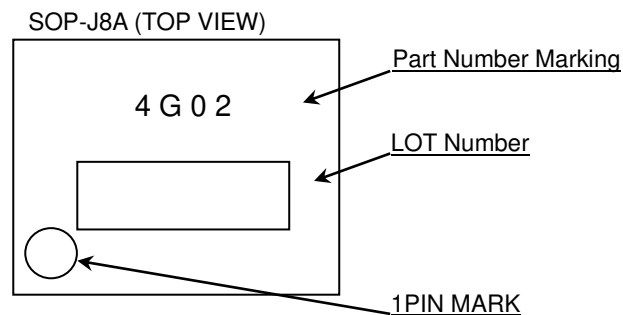 SOP-J8A (TOP VIEW)
Part Number Marking
4 G 0 2
LOT Number
1PIN MARK